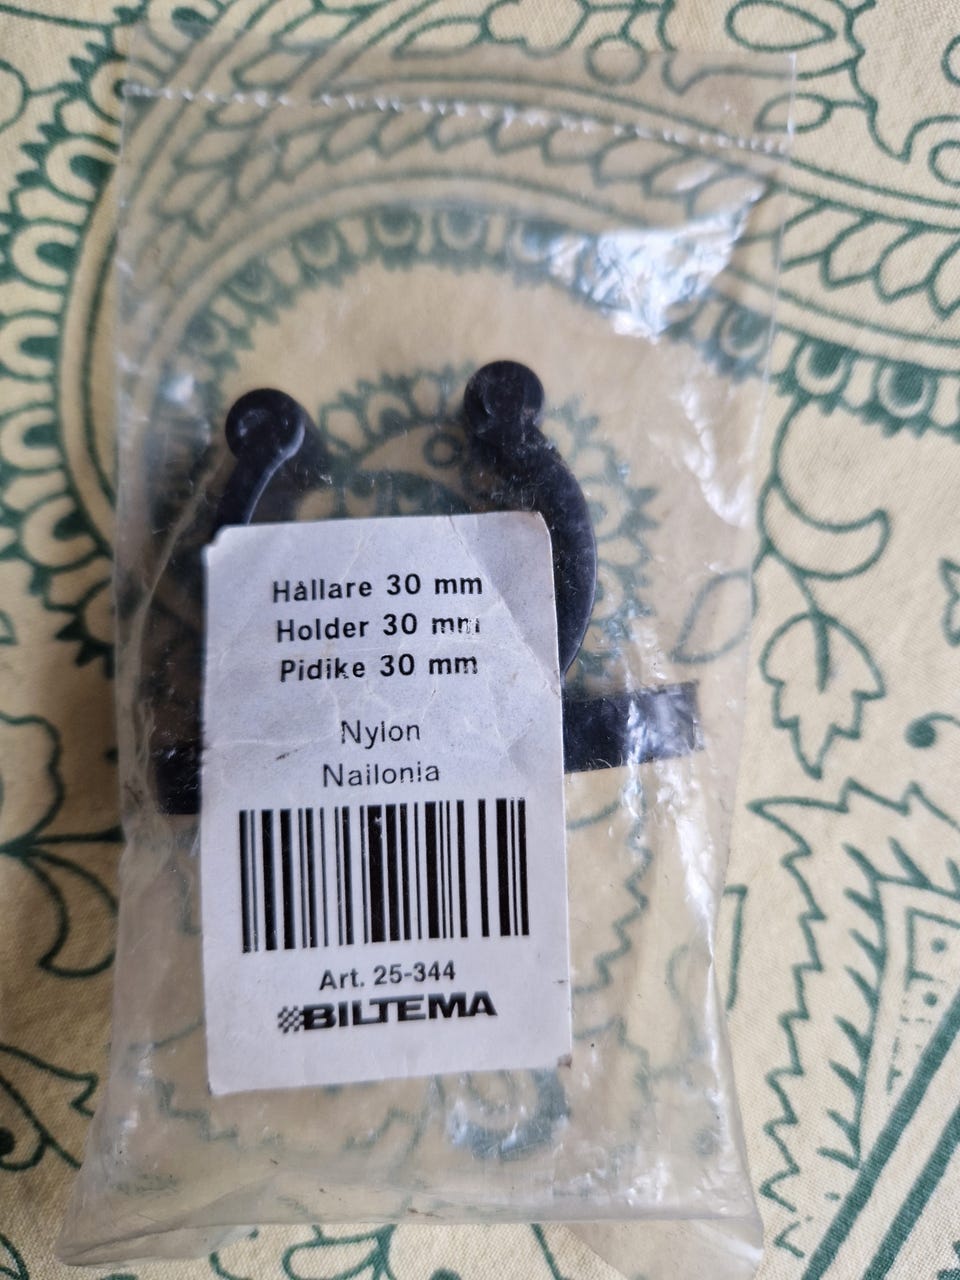 Hållare 30 mm
Holder 30 mm
Pidike 30 mm
Nylon
Nailonia
Art. 25-344
BILTEMA